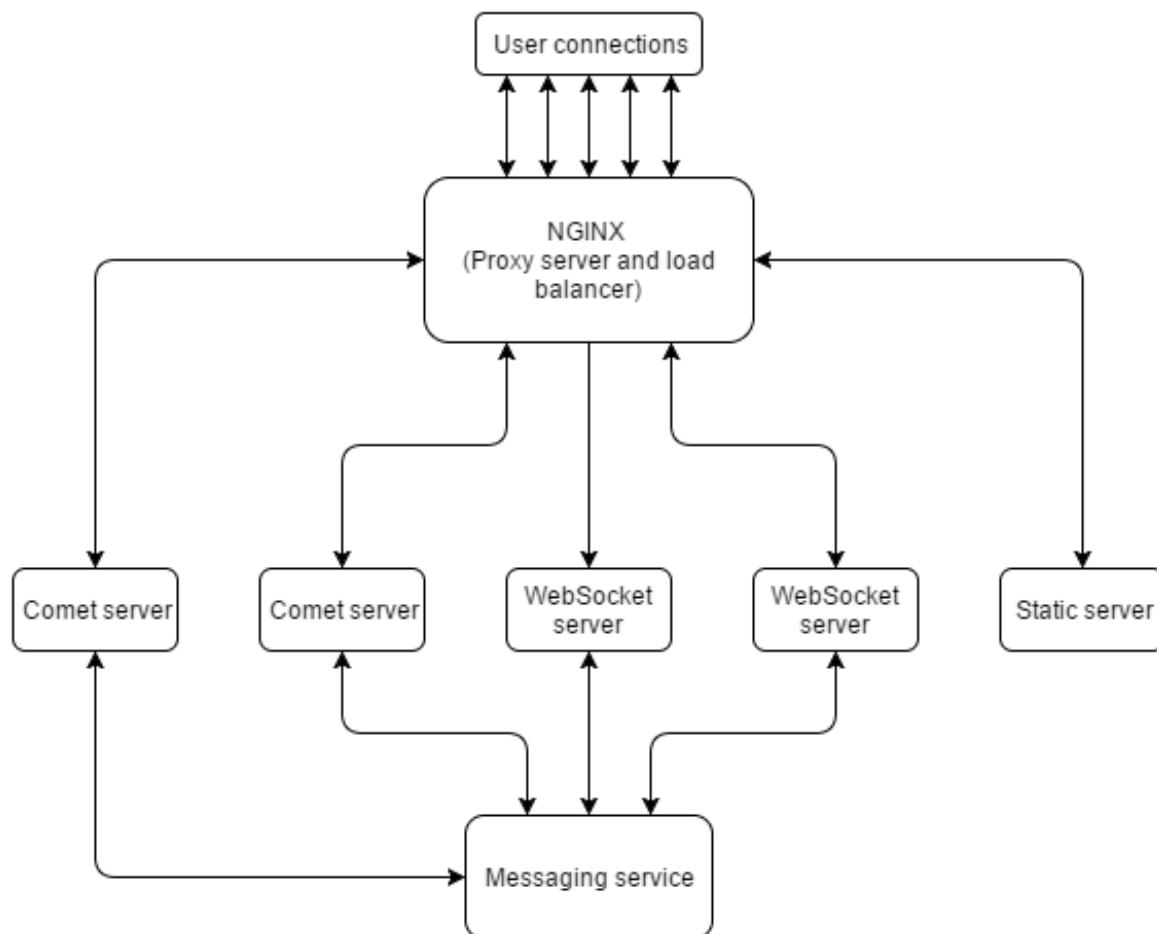 User connections
NGINX
(Proxy server and load
balancer)
Comet server
Comet server
WebSocket
server
WebSocket
server
Static server
Messaging service